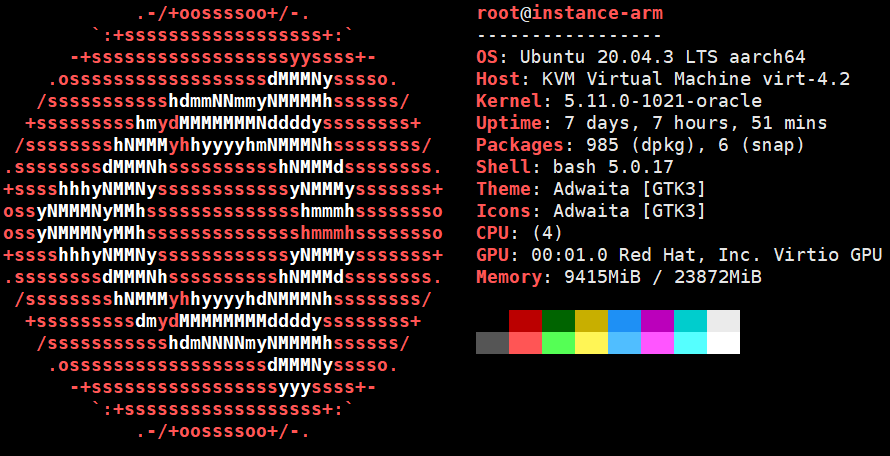 .-/+oossssoo+/-.
`:+ssssssssssssssssss+:`
-+ssssssssssssssssssyyssss+-
.ossssssssssssssssssdMMMNysssso.
/ssssssssssshdmmNNmmyNMMMMhssssss/
+ssssssssshmydMMMMMMMNddddyssssssss+
/sssssssshNMMMyhhyyyyhmNMMMNhssssssss/
.ssssssssdMMMNhsssssssssshNMMMdssssssss.
+sssshhhyNMMNyssssssssssssyNMMMysssssss+
ossyNMMMNyMMhsssssssssssssshmmmhssssssso
ossyNMMMNyMMhsssssssssssssshmmmhssssssso
+sssshhhyNMMNyssssssssssssyNMMMysssssss+
.ssssssssdMMMNhsssssssssshNMMMdssssssss.
/sssssssshNMMMyhhyyyyhdNMMMNhssssssss/
+sssssssssdmydMMMMMMMMddddyssssssss+
/ssssssssssshdmNNNNmyNMMMMhssssss/
.ossssssssssssssssssdMMMNysssso.
-+sssssssssssssssssyyyssss+-
`:+ssssssssssssssssss+:`
.-/+oossssoo+/-.
root@instance-arm
-----------------
OS: Ubuntu 20.04.3 LTS aarch64
Host: KVM Virtual Machine virt-4.2
Kernel: 5.11.0-1021-oracle
Uptime: 7 days, 7 hours, 51 mins
Packages: 985 (dpkg), 6 (snap)
Shell: bash 5.0.17
Theme: Adwaita [GTK3]
Icons: Adwaita [GTK3]
CPU: (4)
GPU: 00:01.0 Red Hat, Inc. Virtio GPU
Memory: 9415MiB / 23872MiB